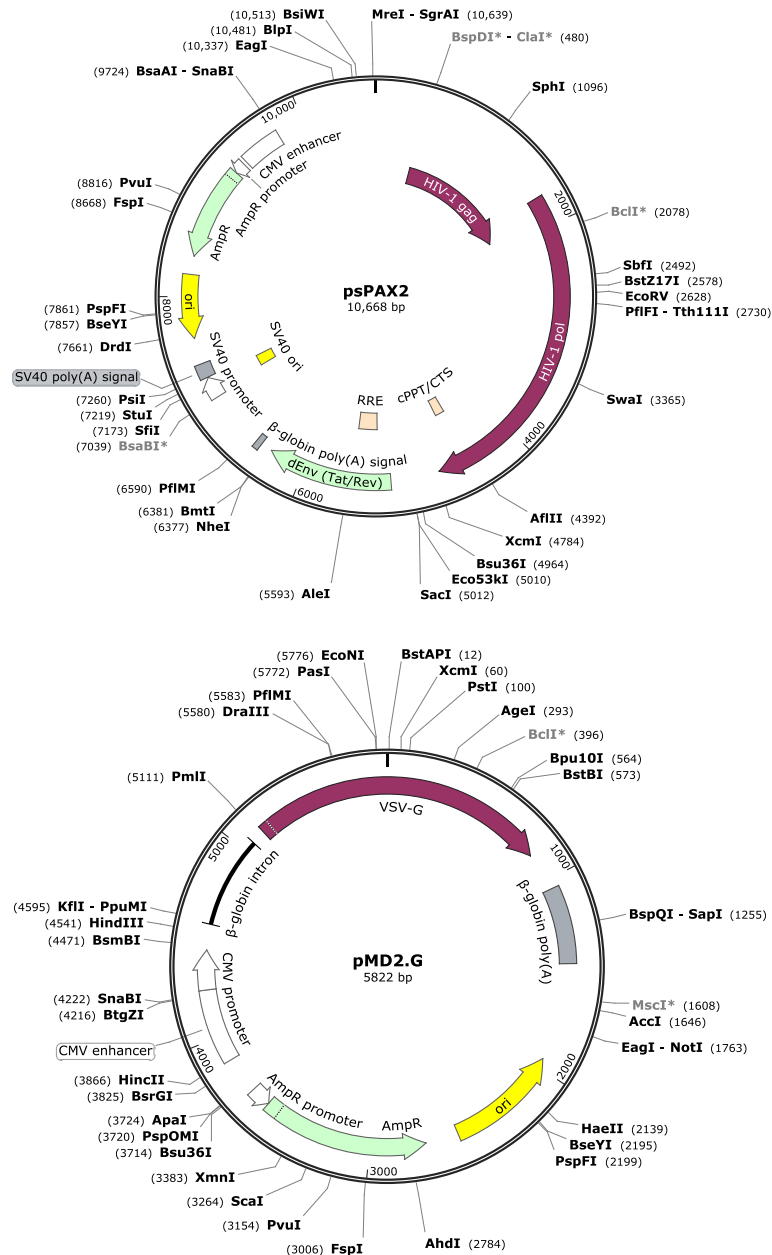 (10,513) BsiWI
MreI - SgrAI (10,639)
(10,481) BlpI
(10,337) EagI
BspDI* - ClaI* (480)
(9724) BsaAI - SnaBI
SphI (1096)
10,000
CMV enhancer
AmpR promoter
HIV-1 gag
(8816) PvuI
(8668) FspI
2000
BclI* (2078)
AmpR
psPAX2
10,668 bp
SbfI (2492)
BstZ17I (2578)
EcoRV (2628)
PflFI - Tth111I (2730)
ori
8000
(7861) PspFI
(7857) BseYI
(7661) DrdI
HIV-1 pol
SV40 ori
SV40 promoter
SV40 poly(A) signal
(7260) PsiI
(7219) StuI
(7173) SfiI
(7039) BsaBI*
RRE
cPPT/CTS
SwaI (3365)
4000
β-globin poly(A) signal
dEnv (Tat/Rev)
6000
(6590) PflMI
(6381) BmtI
(6377) NheI
AflII (4392)
XcmI (4784)
Bsu36I (4964)
Eco53kI (5010)
SacI (5012)
(5593) AleI
(5776) EcoNI
BstAPI (12)
(5772) PasI
XcmI (60)
PstI (100)
(5583) PflMI
(5580) DraIII
AgeI (293)
BclI* (396)
Bpu10I (564)
BstBI (573)
(5111) PmlI
VSV-G
5000
1000
β-globin intron
β-globin poly(A)
(4595) KflI - PpuMI
(4541) HindIII
(4471) BsmBI
BspQI - SapI (1255)
pMD2.G
5822 bp
CMV promoter
(4222) SnaBI
(4216) BtgZI
MscI* (1608)
AccI (1646)
EagI - NotI (1763)
CMV enhancer
4000
2000
(3866) HincII
(3825) BsrGI
(3724) ApaI
(3720) PspOMI
(3714) Bsu36I
AmpR promoter
AmpR
ori
HaeII (2139)
BseYI (2195)
PspFI (2199)
3000
(3383) XmnI
(3264) ScaI
(3154) PvuI
(3006) FspI
AhdI (2784)